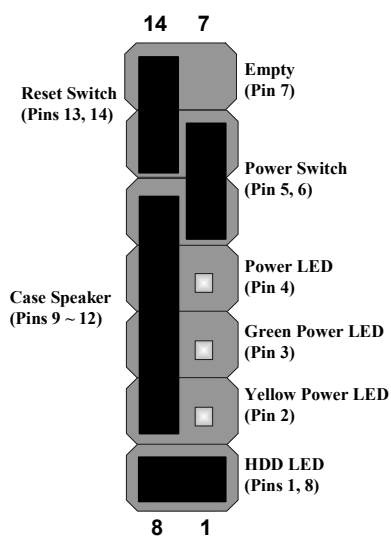 14 7
Empty
(Pin 7)
Reset Switch
(Pins 13, 14)
Power Switch
(Pin 5, 6)
Power LED
(Pin 4)
Case Speaker
(Pins 9 ~ 12)
Green Power LED
(Pin 3)
Yellow Power LED
(Pin 2)
HDD LED
(Pins 1, 8)
8 1